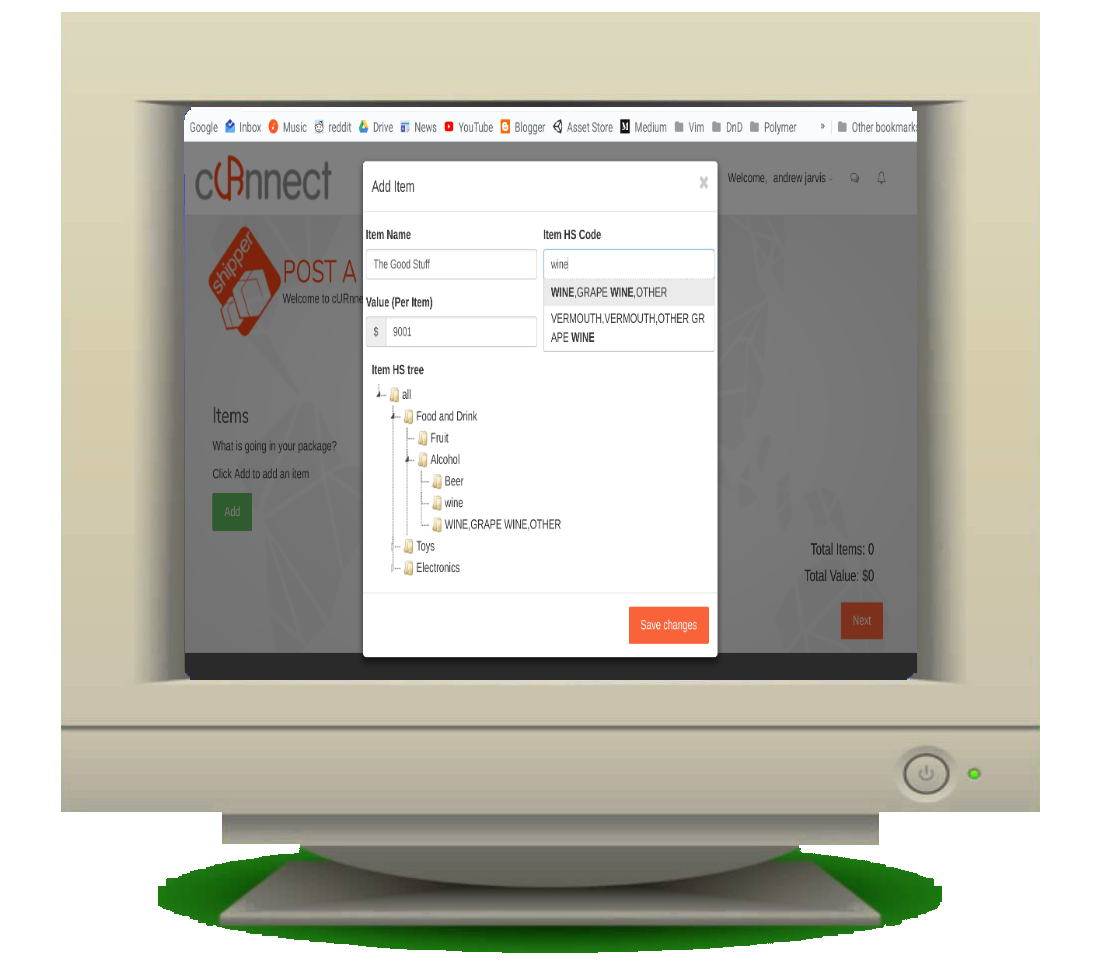 Google Inbox Music reddit Drive News YouTube Blogger Asset Store Medium Vim DnD Polymer » Other bookmarks
cURnnect
Welcome, andrew jarvis
Add Item ×
Item Name
The Good Stuff
Item HS Code
wine
WINE,GRAPE WINE,OTHER
VERMOUTH,VERMOUTH,OTHER GR
APE WINE
Value (Per Item)
$ 9001
Item HS tree
all
Food and Drink
Fruit
Alcohol
Beer
wine
WINE,GRAPE WINE,OTHER
Toys
Electronics
Save changes
shipper
POST A
Welcome to cURnne
Items
What is going in your package?
Click Add to add an item
Add
Total Items: 0
Total Value: $0
Next